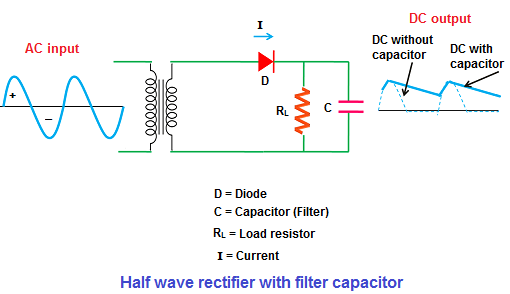 AC input
+
−
I
D
RL
C
DC output
DC without
capacitor
DC with
capacitor
D = Diode
C = Capacitor (Filter)
RL = Load resistor
I = Current
Half wave rectifier with filter capacitor